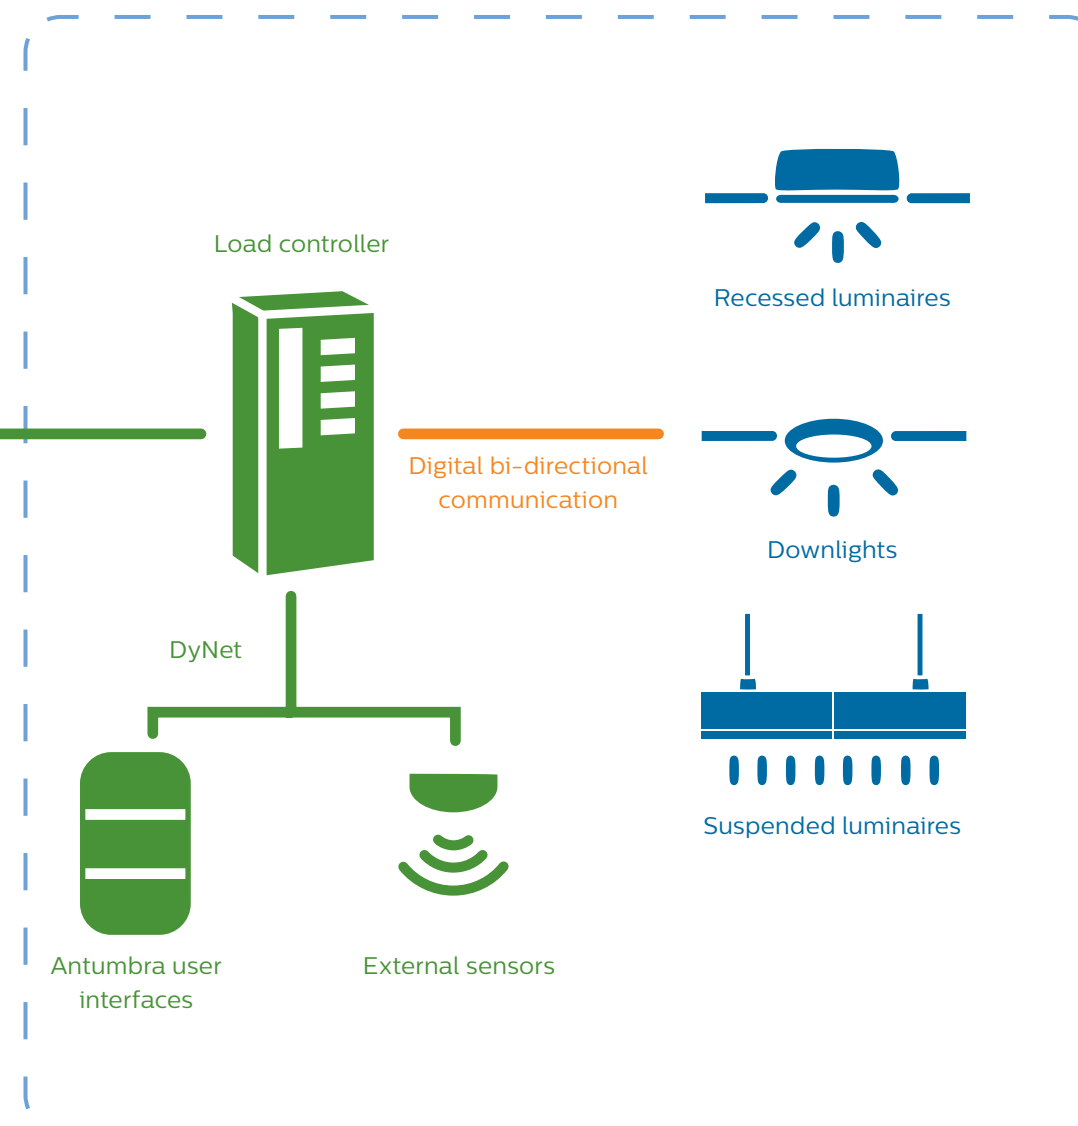 Load controller
Recessed luminaires
Digital bi-directional
communication
Downlights
DyNet
Suspended luminaires
Antumbra user
interfaces
External sensors